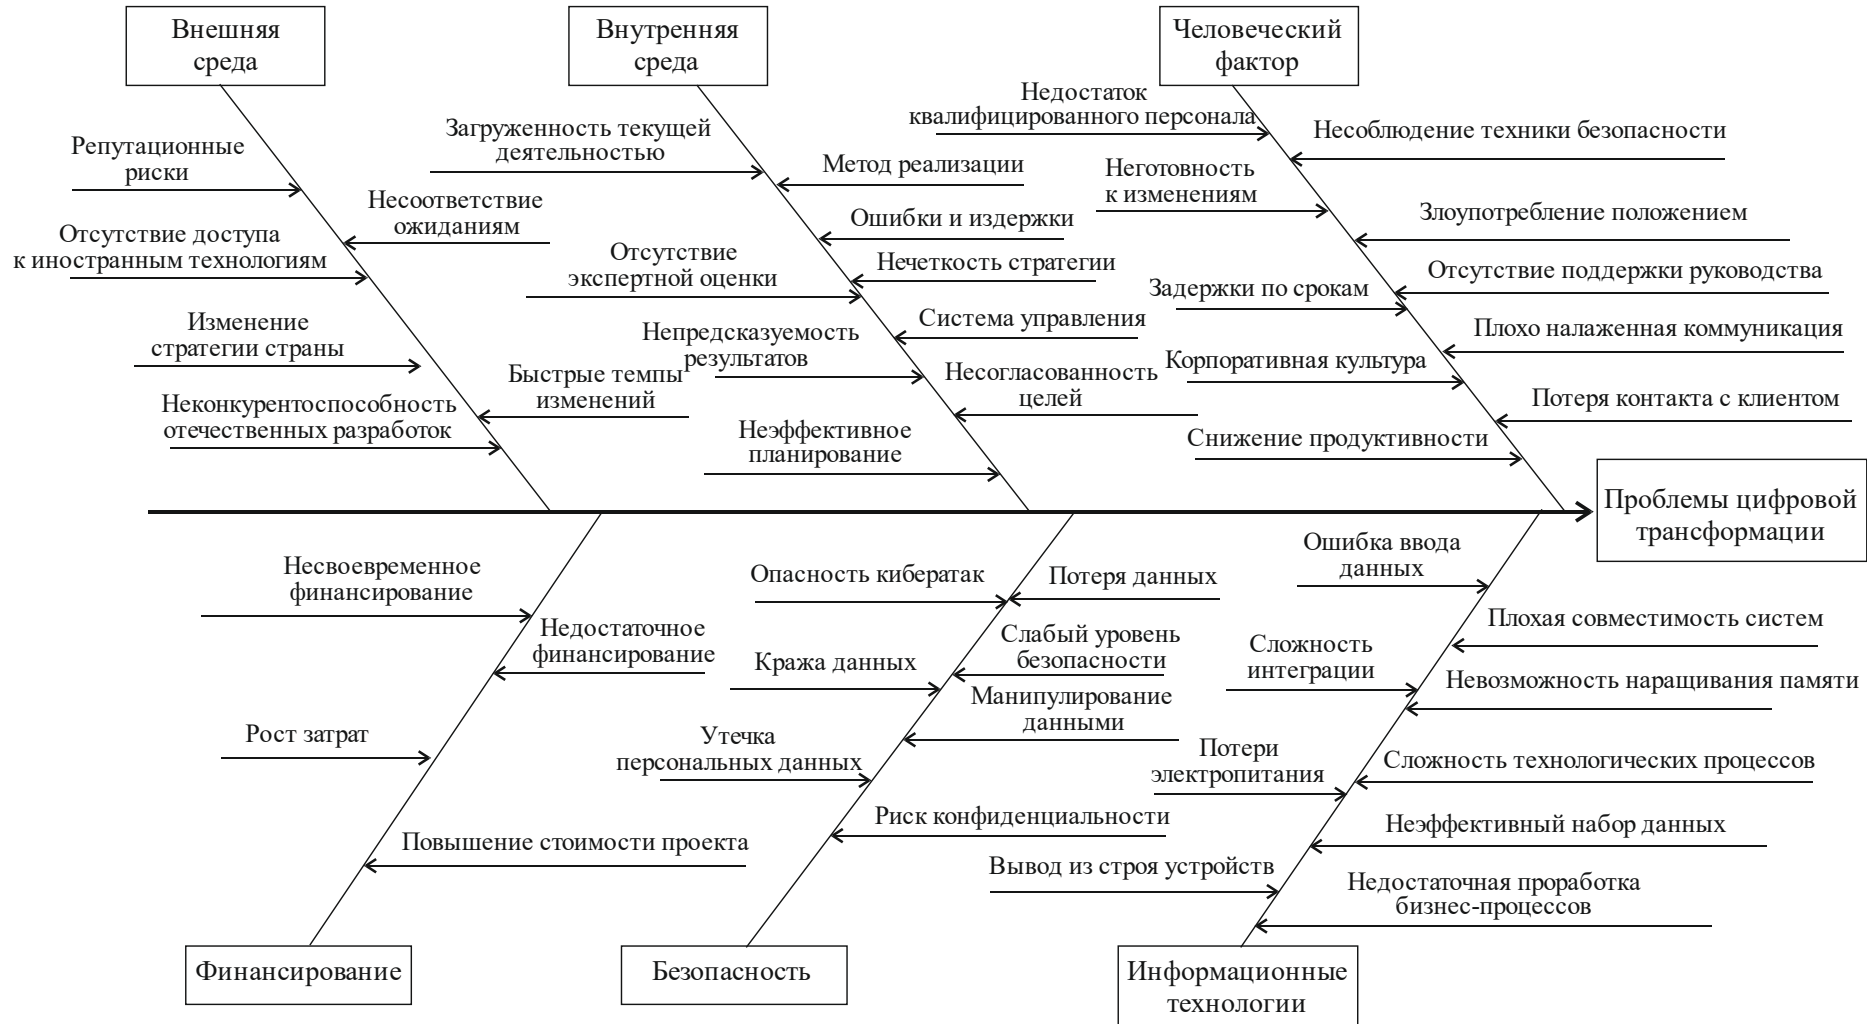 Внешняя
среда
Внутренняя
среда
Человеческий
фактор
Репутационные
риски
Несоответствие
ожиданиям
Отсутствие доступа
к иностранным технологиям
Изменение
стратегии страны
Быстрые темпы
изменений
Неконкурентоспособность
отечественных разработок
Загруженность текущей
деятельностью
Метод реализации
Ошибки и издержки
Отсутствие
экспертной оценки
Нечеткость стратегии
Система управления
Непредсказуемость
результатов
Несогласованность
целей
Неэффективное
планирование
Недостаток
квалифицированного персонала
Несоблюдение техники безопасности
Неготовность
к изменениям
Злоупотребление положением
Отсутствие поддержки руководства
Задержки по срокам
Плохо налаженная коммуникация
Корпоративная культура
Потеря контакта с клиентом
Снижение продуктивности
Проблемы цифровой
трансформации
Несвоевременное
финансирование
Недостаточное
финансирование
Рост затрат
Повышение стоимости проекта
Опасность кибератак
Потеря данных
Слабый уровень
безопасности
Кража данных
Манипулирование
данными
Утечка
персональных данных
Риск конфиденциальности
Ошибка ввода
данных
Плохая совместимость систем
Сложность
интеграции
Невозможность наращивания памяти
Потери
электропитания
Сложность технологических процессов
Неэффективный набор данных
Вывод из строя устройств
Недостаточная проработка
бизнес-процессов
Финансирование
Безопасность
Информационные
технологии